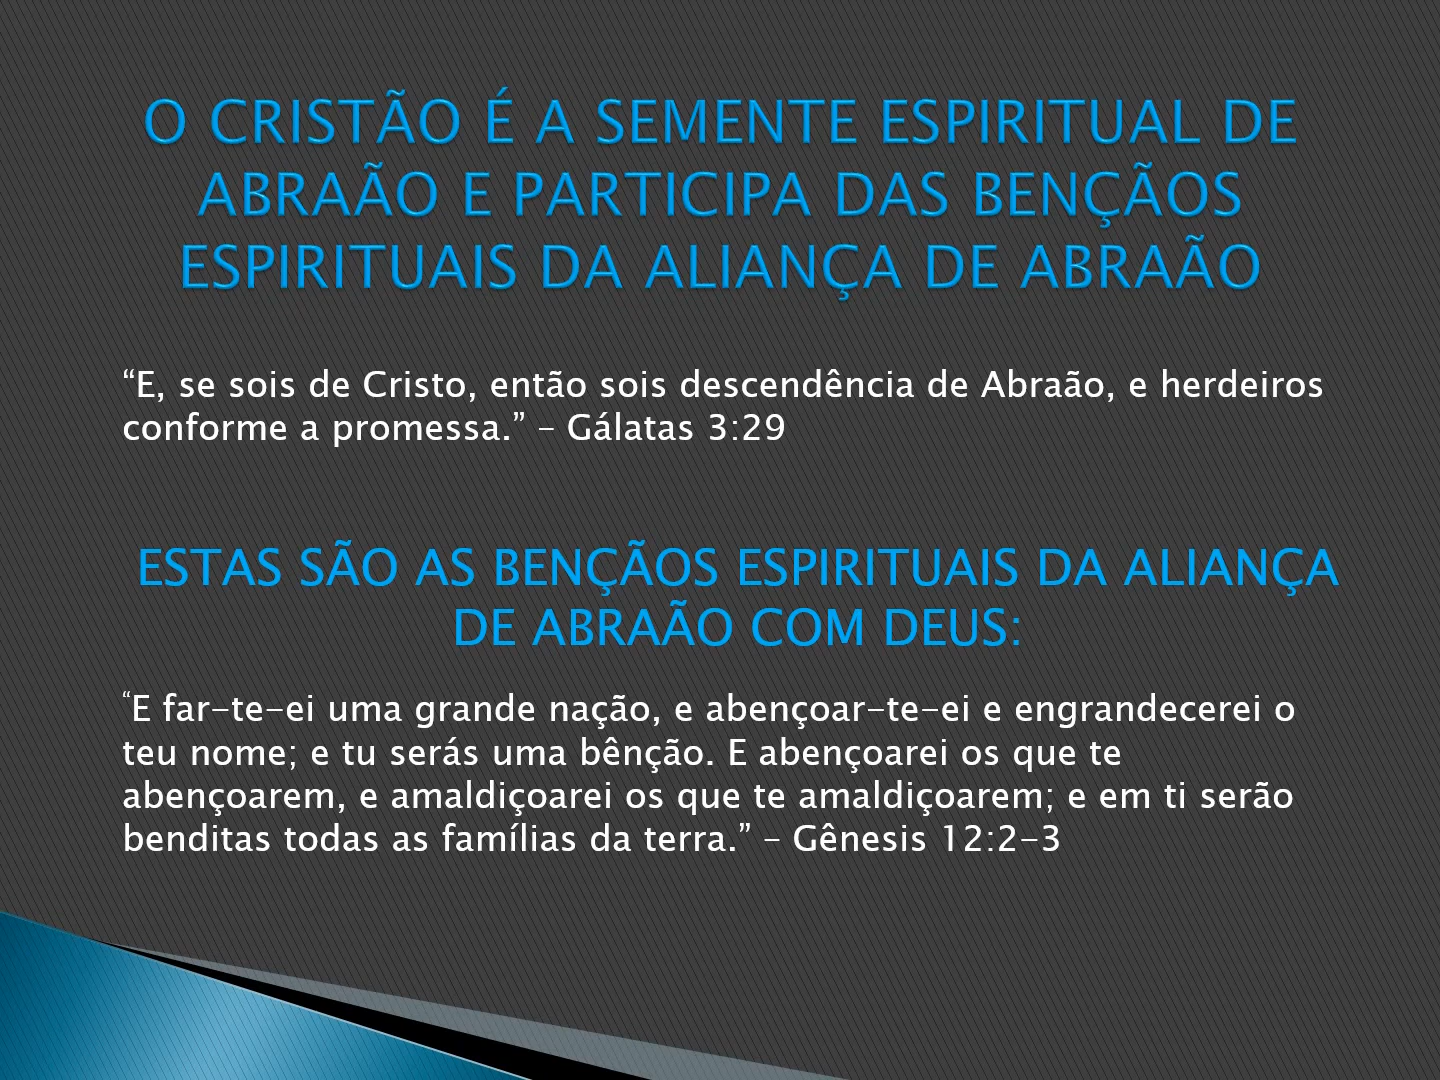 O CRISTÃO É A SEMENTE ESPIRITUAL DE
ABRAÃO E PARTICIPA DAS BENÇÃOS
ESPIRITUAIS DA ALIANÇA DE ABRAÃO
“E, se sois de Cristo, então sois descendência de Abraão, e herdeiros
conforme a promessa.” – Gálatas 3:29
ESTAS SÃO AS BENÇÃOS ESPIRITUAIS DA ALIANÇA
DE ABRAÃO COM DEUS:
“E far-te-ei uma grande nação, e abençoar-te-ei e engrandecerei o
teu nome; e tu serás uma bênção. E abençoarei os que te
abençoarem, e amaldiçoarei os que te amaldiçoarem; e em ti serão
benditas todas as famílias da terra.” – Gênesis 12:2-3